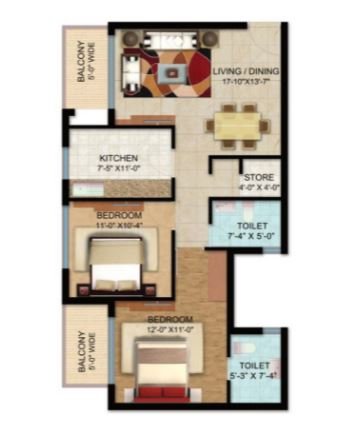 BALCONY
5'-0" WIDE
LIVING / DINING
17'-10"X13'-7"
KITCHEN
7'-5" X11'-0"
STORE
4'-0" X 4'-0"
BEDROOM
11'-0"X10'-4"
TOILET
7'-4" X 5'-0"
BEDROOM
12'-0"X11'-0"
BALCONY
5'-0" WIDE
TOILET
5'-3" X 7'-4"